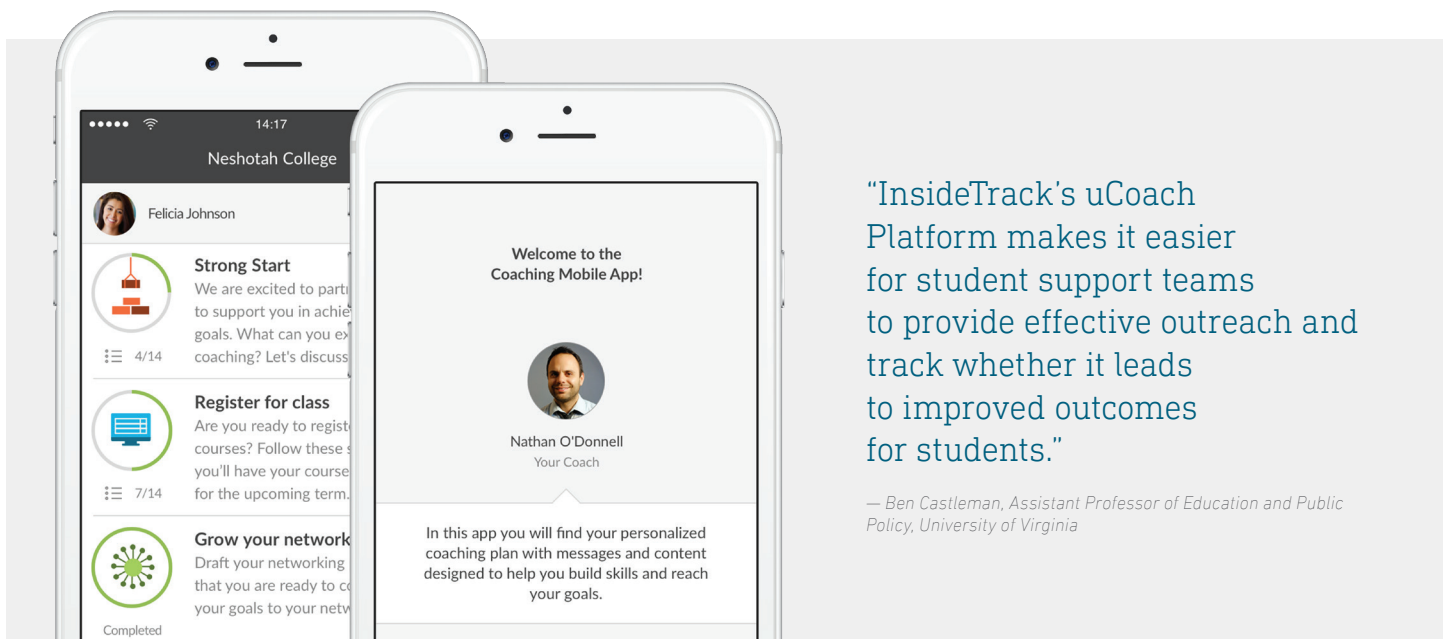 14:17
Neshotah College
Felicia Johnson
Strong Start
We are excited to
to support you in
goals. What can you
4/14
coaching? Let's discuss
Register for class
Are you ready to
courses? Follow these
you'll have your
7/14
for the upcoming term.
Grow your network
Draft your networking
that you are ready to
your goals to your
Completed
Welcome to the
Coaching Mobile App!
Nathan O'Donnell
Your Coach
In this app you will find your personalized
coaching plan with messages and content
designed to help you build skills and reach
your goals.
“InsideTrack’s uCoach
Platform makes it easier
for student support teams
to provide effective outreach and
track whether it leads
to improved outcomes
for students.”
— Ben Castleman, Assistant Professor of Education and Public
Policy, University of Virginia